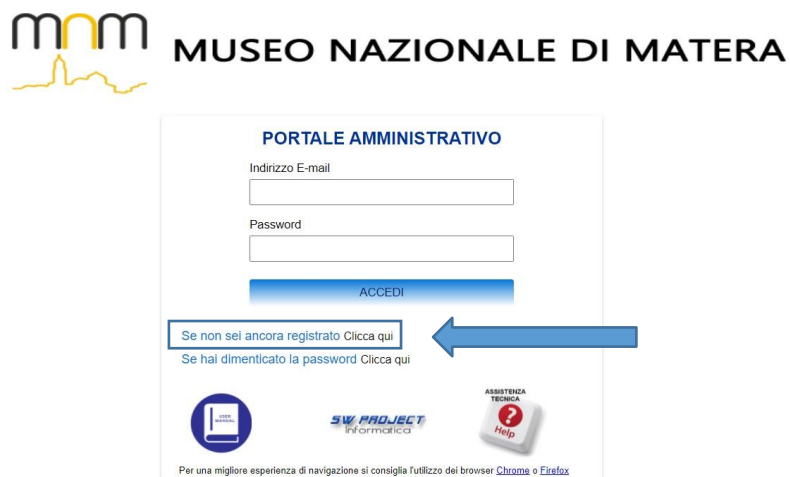 mnm
MUSEO NAZIONALE DI MATERA
PORTALE AMMINISTRATIVO
Indirizzo E-mail
Password
ACCEDI
Se non sei ancora registrato Clicca qui
Se hai dimenticato la password Clicca qui
USER
MANUAL
SW PROJECT
informatica
ASSISTENZA
TECNICA
?
Help
Per una migliore esperienza di navigazione si consiglia l'utilizzo dei browser Chrome o Firefox